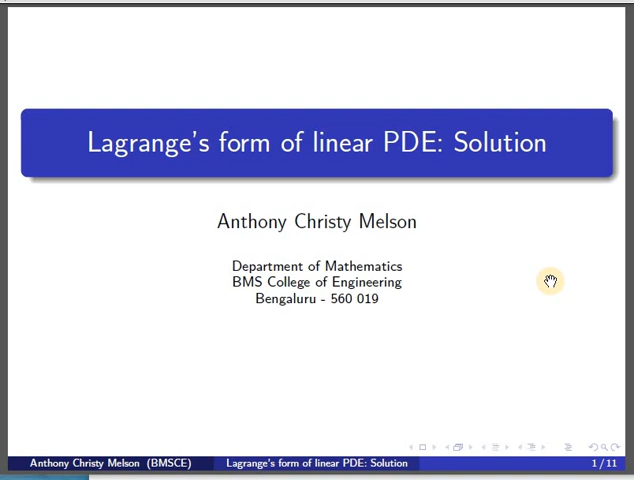 Lagrange's form of linear PDE: Solution
Anthony Christy Melson
Department of Mathematics
BMS College of Engineering
Bengaluru - 560 019
Anthony Christy Melson (BMSCE) Lagrange's form of linear PDE: Solution 1 / 11